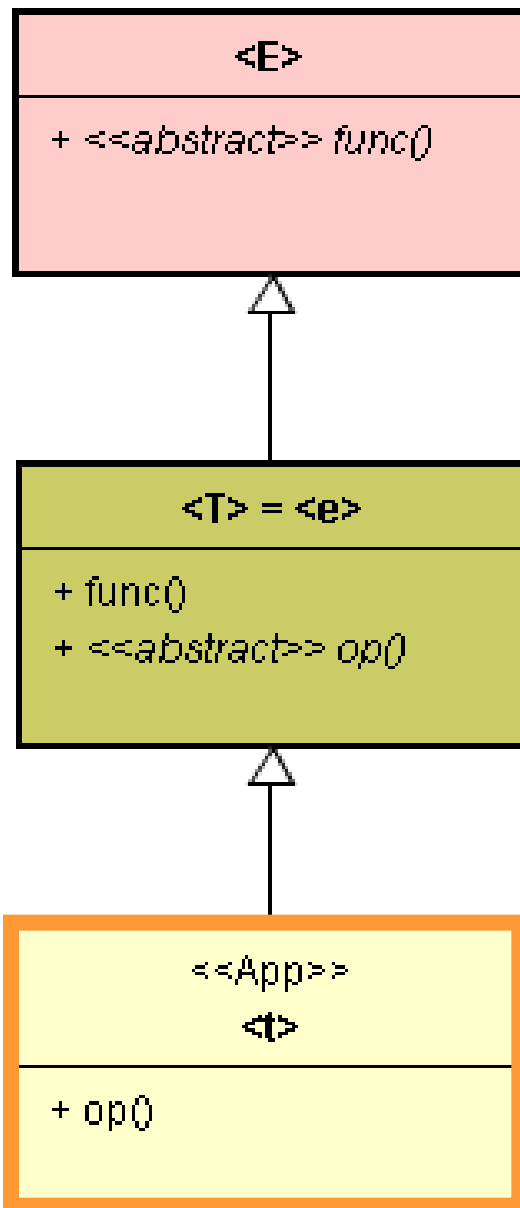 <E>
+ <<abstract>> func()
<T> = <e>
+ func()
+ <<abstract>> op()
<<App>>
<t>
+ op()